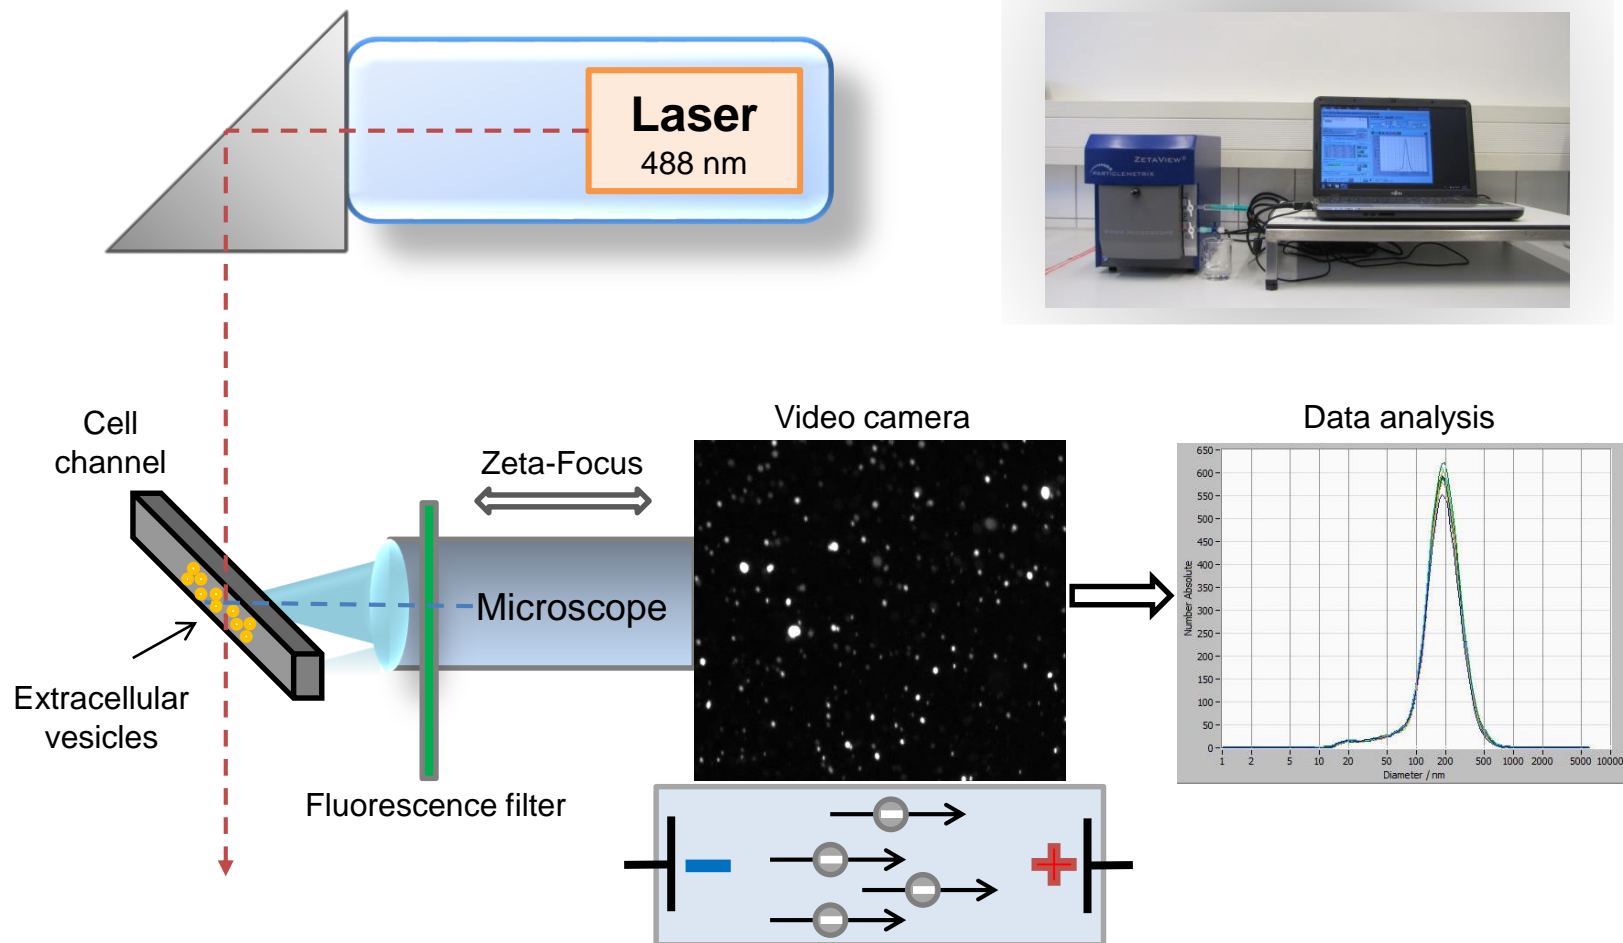 Laser
488 nm
ZETAVIEW®
PARTICLEMETRIX
FUJITSU
Cell
channel
Extracellular
vesicles
Zeta-Focus
Microscope
Fluorescence filter
Video camera
Data analysis
650
600
550
500
450
400
350
300
250
200
150
100
50
0
Number Absolute
1 2 5 10 20 50 100 200 500 1000 2000 5000 10000
Diameter / nm